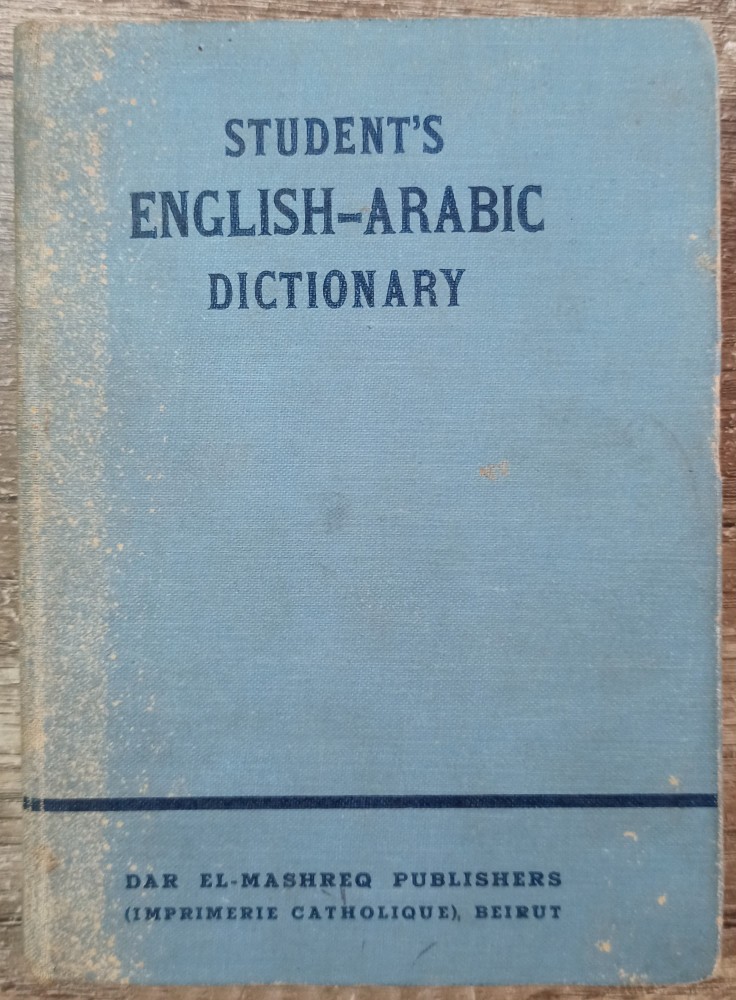 STUDENT'S
ENGLISH-ARABIC
DICTIONARY
DAR EL-MASHREQ PUBLISHERS
(IMPRIMERIE CATHOLIQUE), BEIRUT